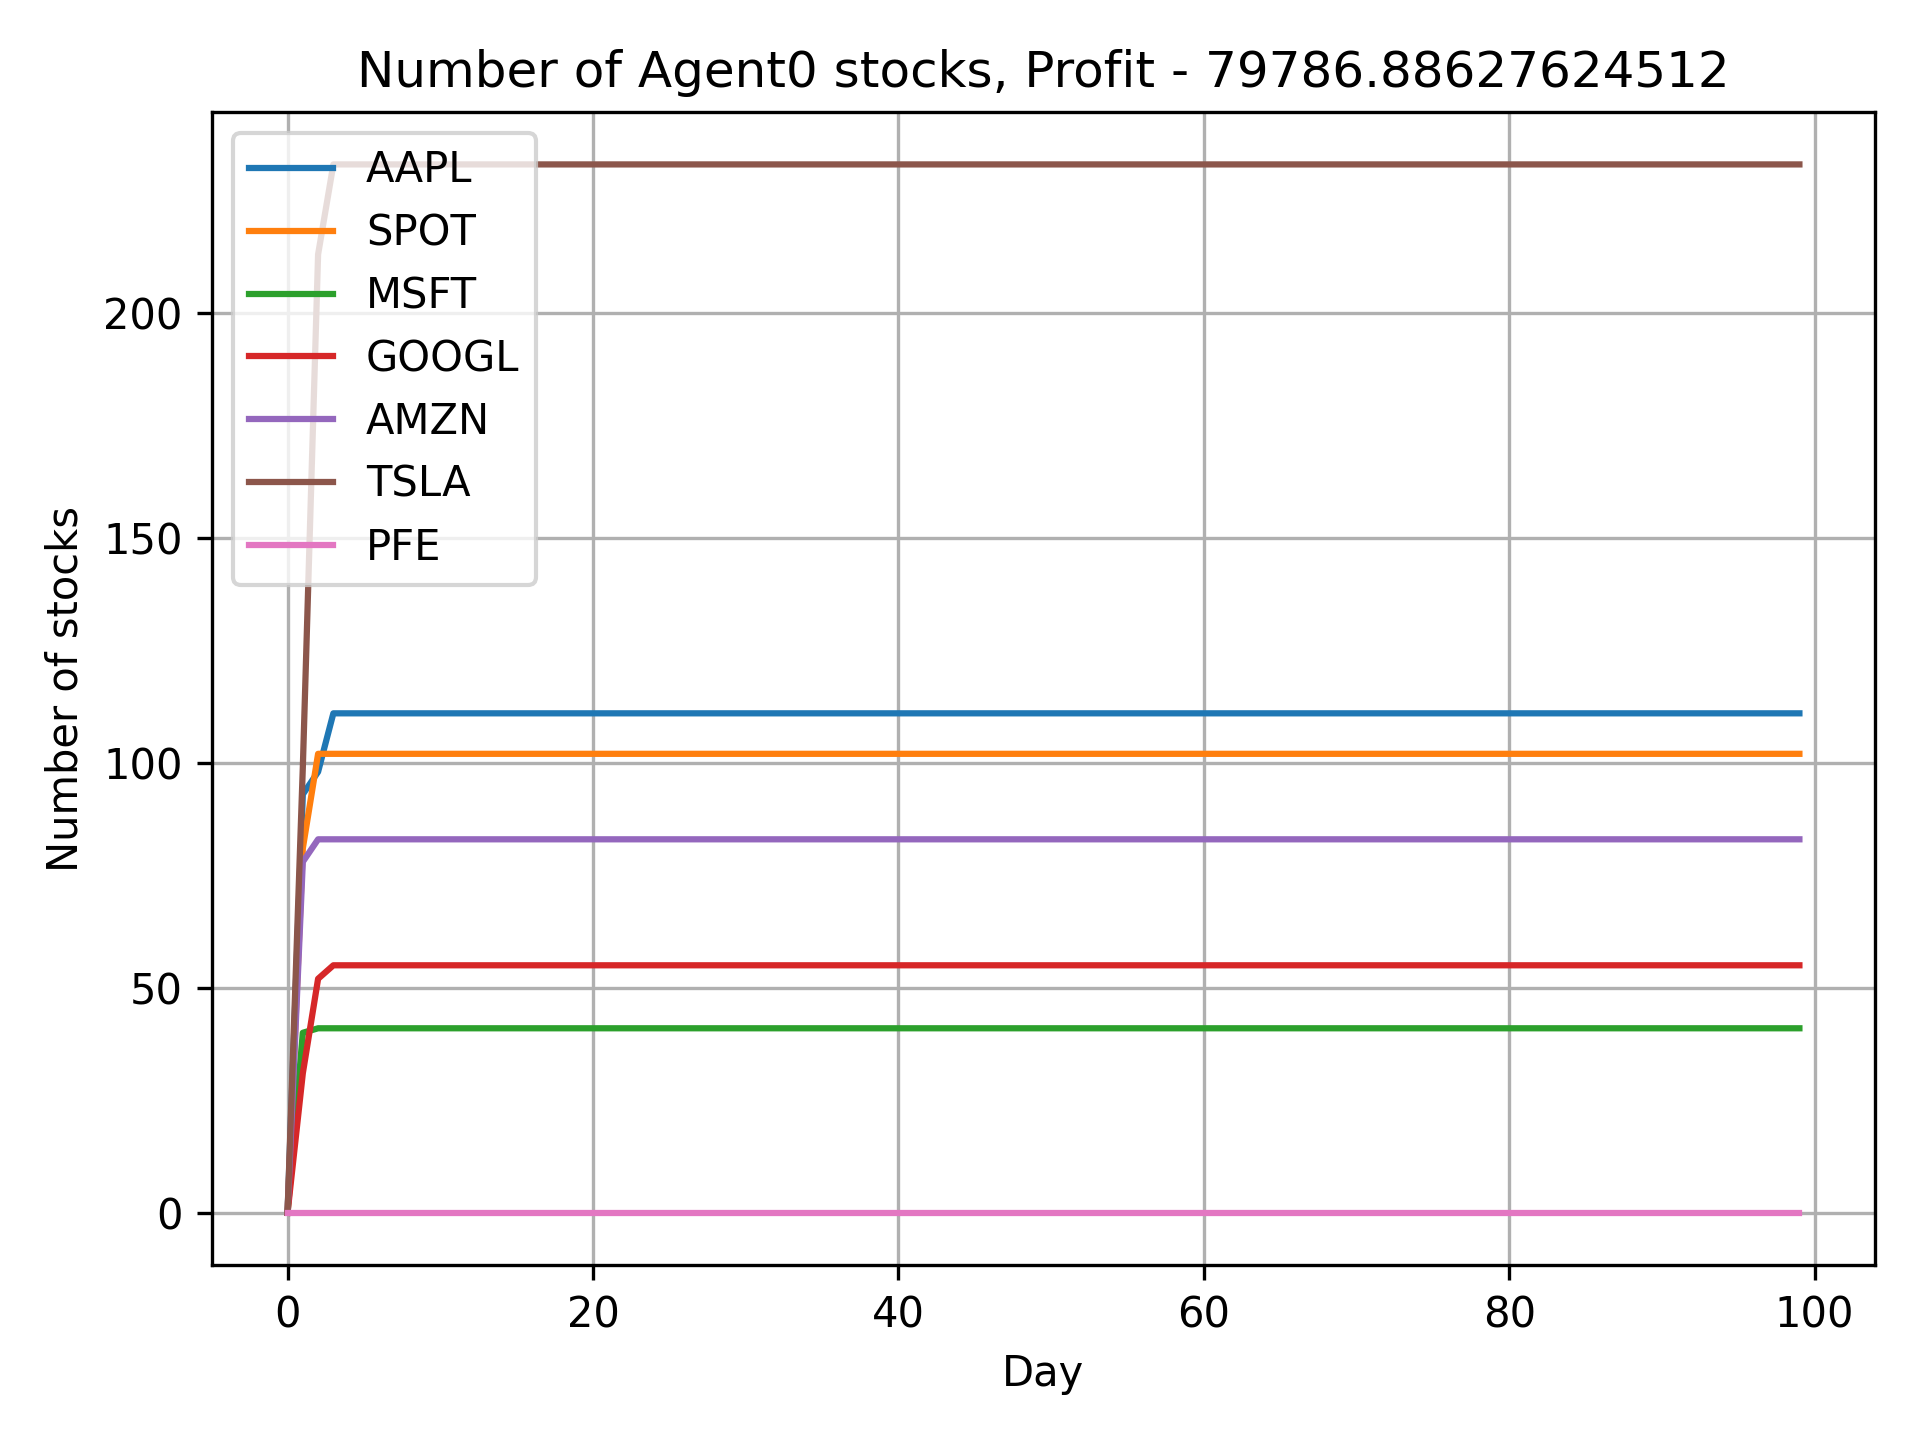 Number of Agent0 stocks, Profit - 79786.88627624512
AAPL
SPOT
MSFT
GOOGL
AMZN
TSLA
PFE
Number of stocks
200
150
100
50
0
0 20 40 60 80 100
Day